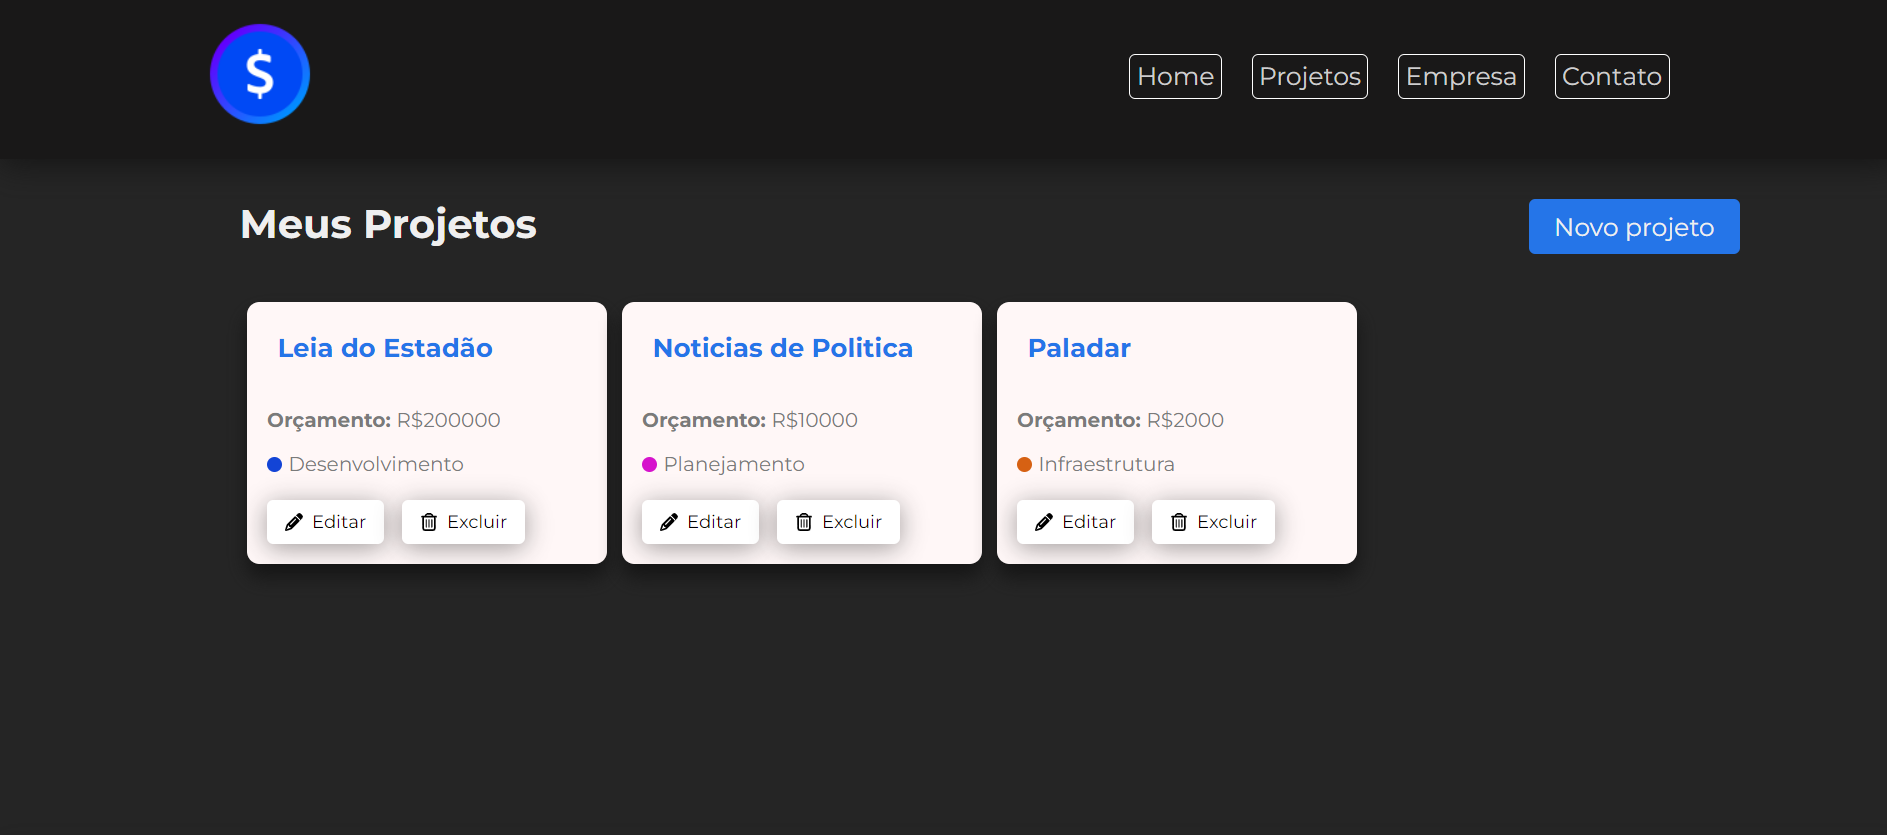 $
Home Projetos Empresa Contato
Meus Projetos
Novo projeto
Leia do Estadão
Orçamento: R$200000
Desenvolvimento
Editar Excluir
Noticias de Politica
Orçamento: R$10000
Planejamento
Editar Excluir
Paladar
Orçamento: R$2000
Infraestrutura
Editar Excluir